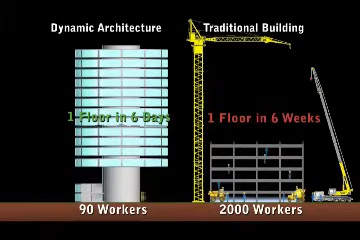 Dynamic Architecture
Traditional Building
1 Floor in 6 Days
1 Floor in 6 Weeks
90 Workers
2000 Workers